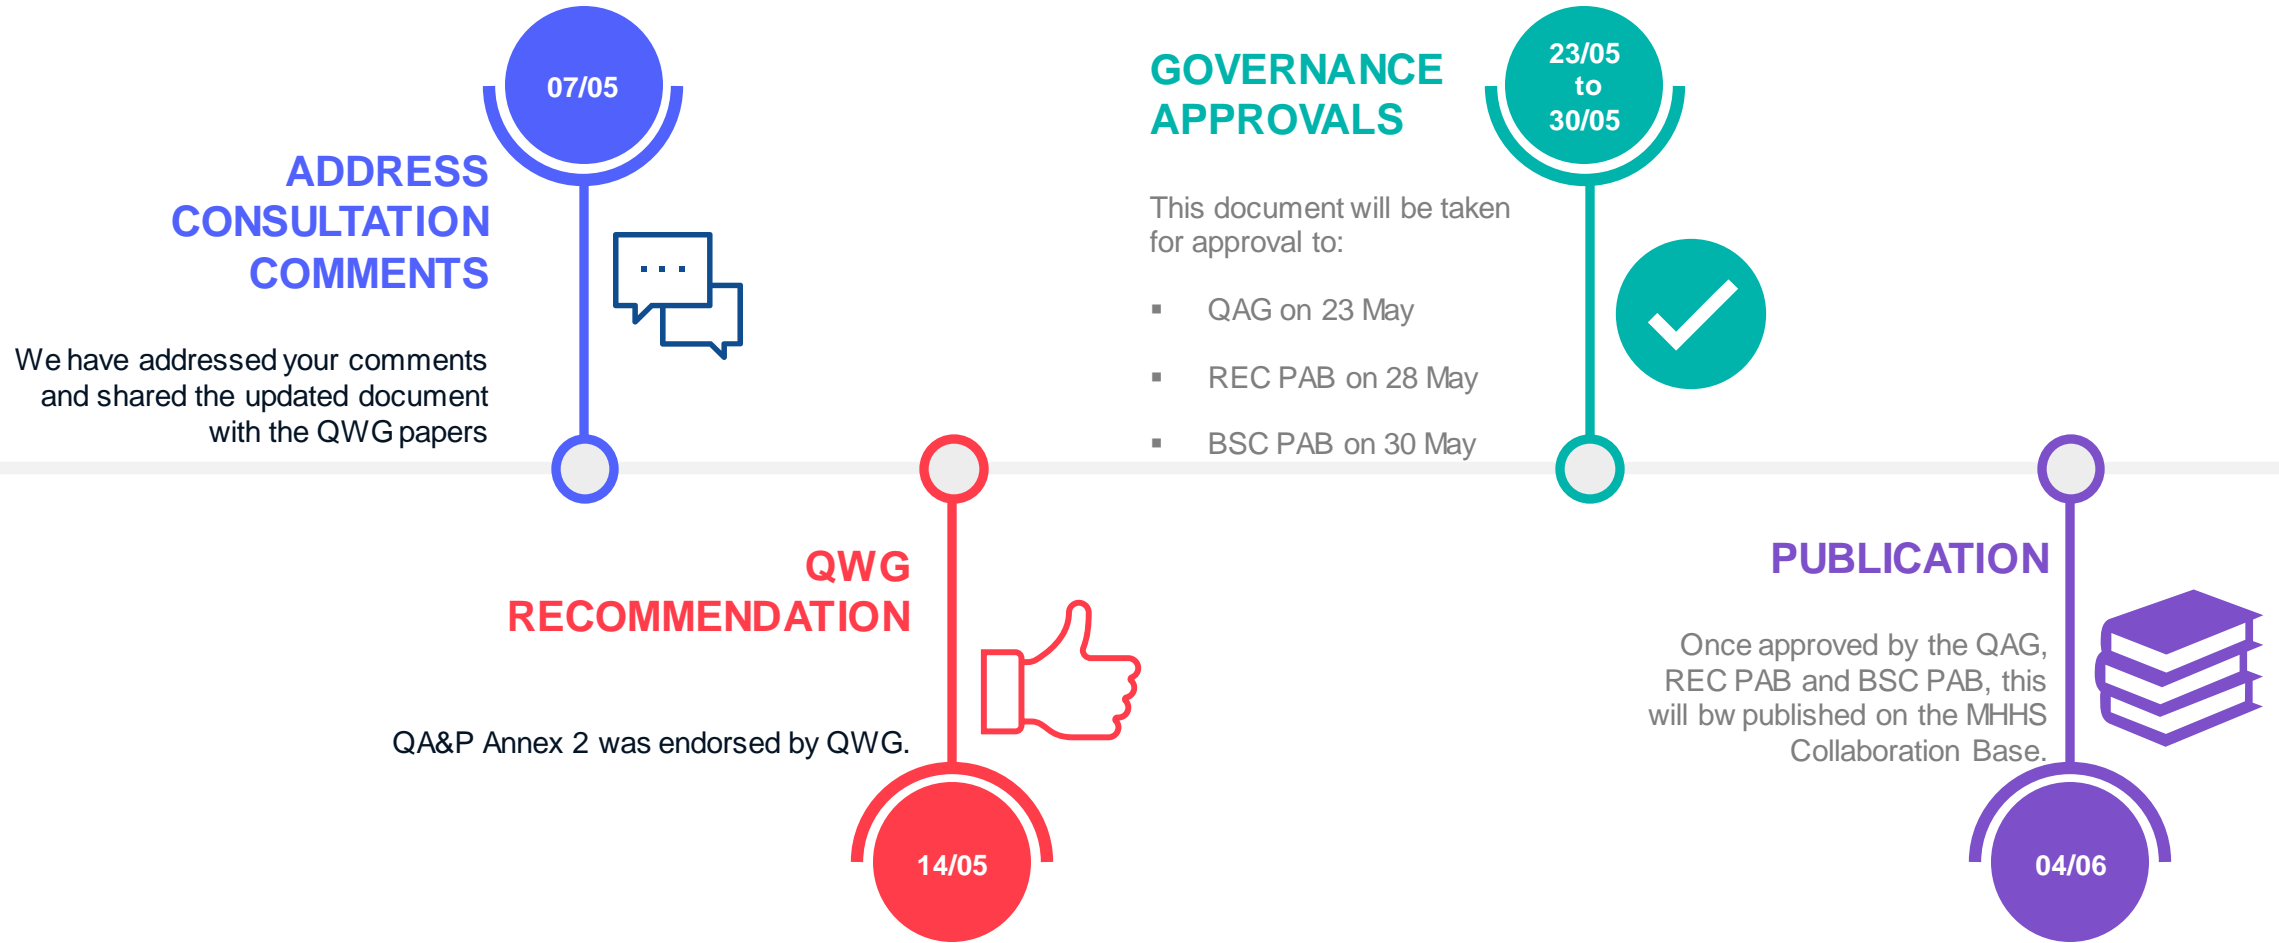 07/05
ADDRESS
CONSULTATION
COMMENTS
We have addressed your comments
and shared the updated document
with the QWG papers
QWG
RECOMMENDATION
QA&P Annex 2 was endorsed by QWG.
14/05
GOVERNANCE
APPROVALS
23/05
to
30/05
This document will be taken
for approval to:
▪ QAG on 23 May
▪ REC PAB on 28 May
▪ BSC PAB on 30 May
PUBLICATION
Once approved by the QAG,
REC PAB and BSC PAB, this
will bw published on the MHHS
Collaboration Base.
04/06